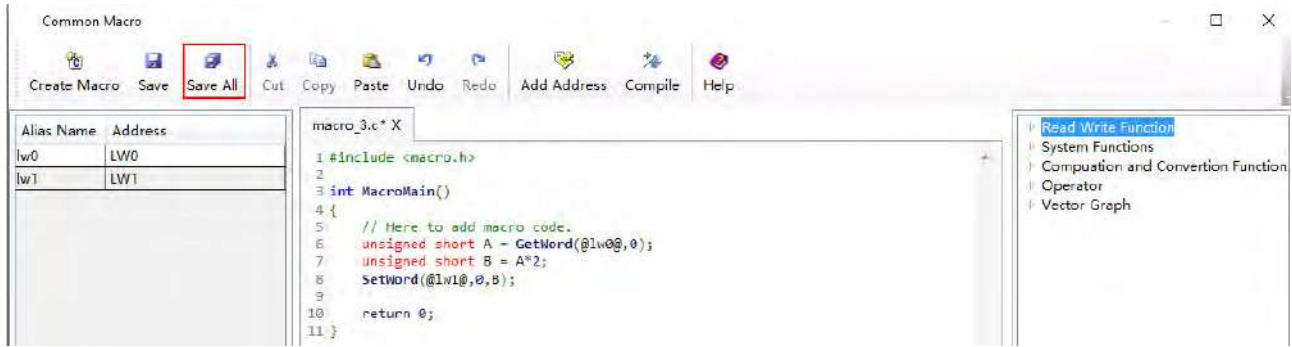 Common Macro
Create Macro Save Save All Cut Copy Paste Undo Redo Add Address Compile Help
Alias Name Address
lw0 LW0
lw1 LW1
macro_3.c* X
1 #include <macro.h>
2
3 int MacroMain()
4 {
5 // Here to add macro code.
6 unsigned short A = GetWord(@lw0@,0);
7 unsigned short B = A*2;
8 SetWord(@lw1@,0,B);
9
10 return 0;
11 }
Read Write Function
System Functions
Compuation and Convertion Function
Operator
Vector Graph